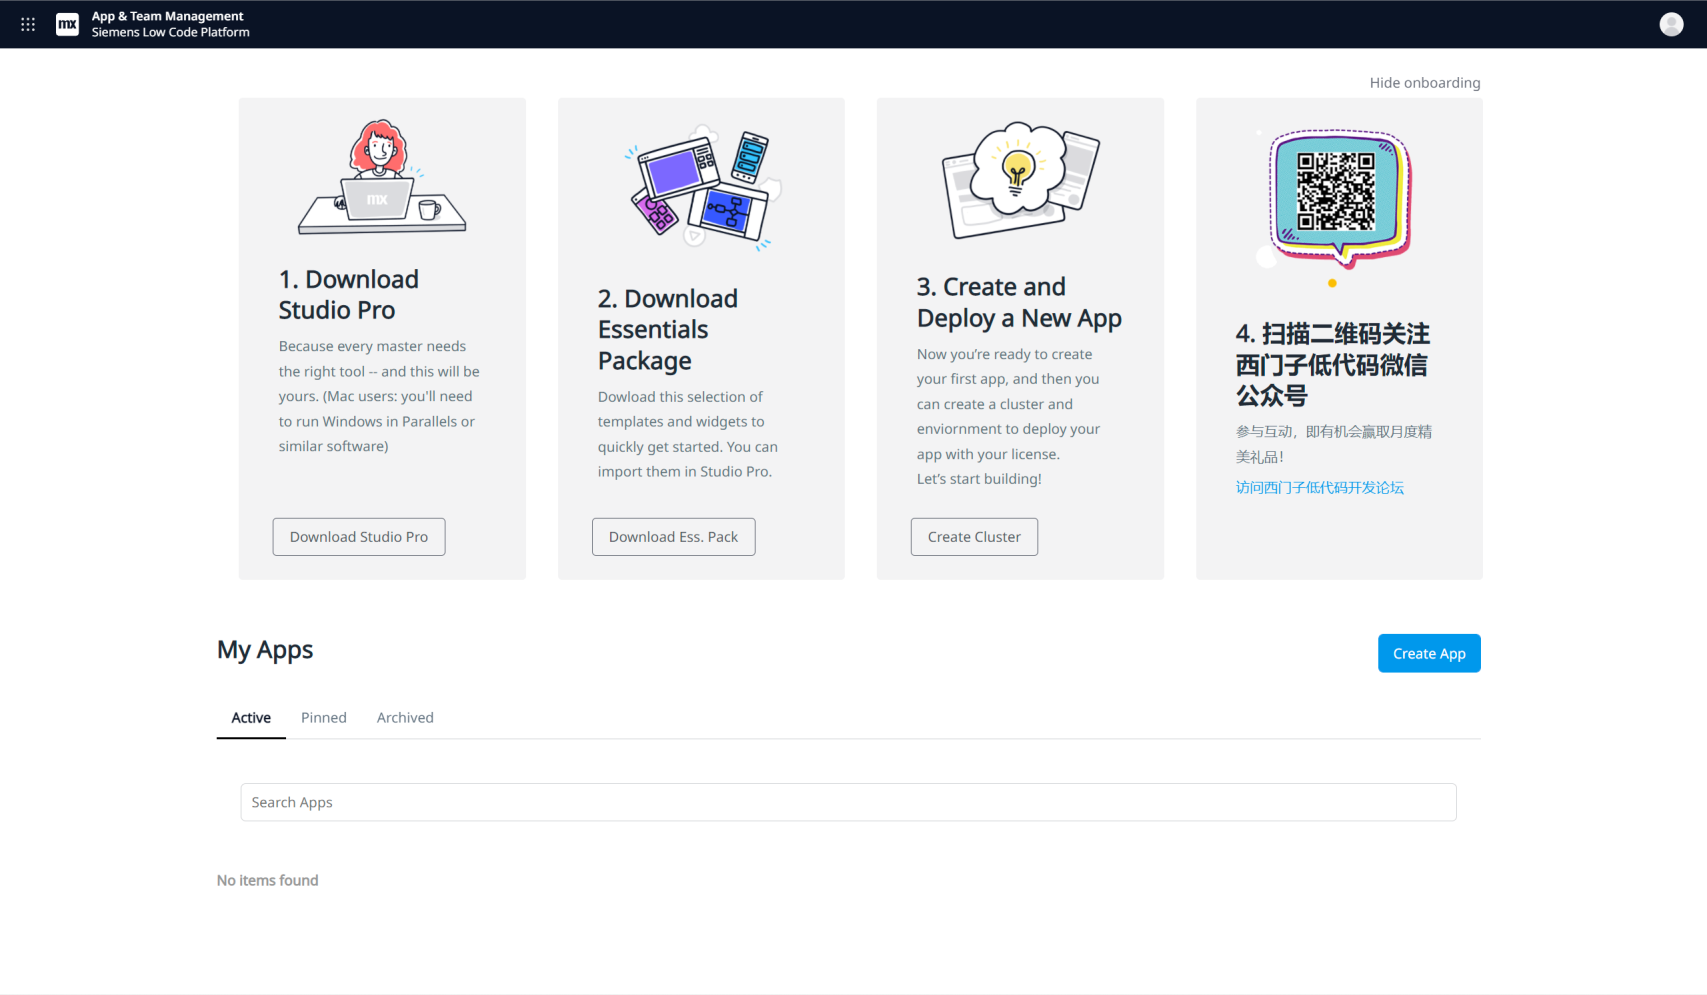 mx
App & Team Management
Siemens Low Code Platform
Hide onboarding
mx
1. Download
Studio Pro
Because every master needs
the right tool -- and this will be
yours. (Mac users: you'll need
to run Windows in Parallels or
similar software)
Download Studio Pro
2. Download
Essentials
Package
Dowload this selection of
templates and widgets to
quickly get started. You can
import them in Studio Pro.
Download Ess. Pack
3. Create and
Deploy a New App
Now you’re ready to create
your first app, and then you
can create a cluster and
enviornment to deploy your
app with your license.
Let’s start building!
Create Cluster
4. 扫描二维码关注
西门子低代码微信
公众号
参与互动，即有机会赢取月度精
美礼品！
访问西门子低代码开发论坛
My Apps
Create App
Active
Pinned
Archived
Search Apps
No items found